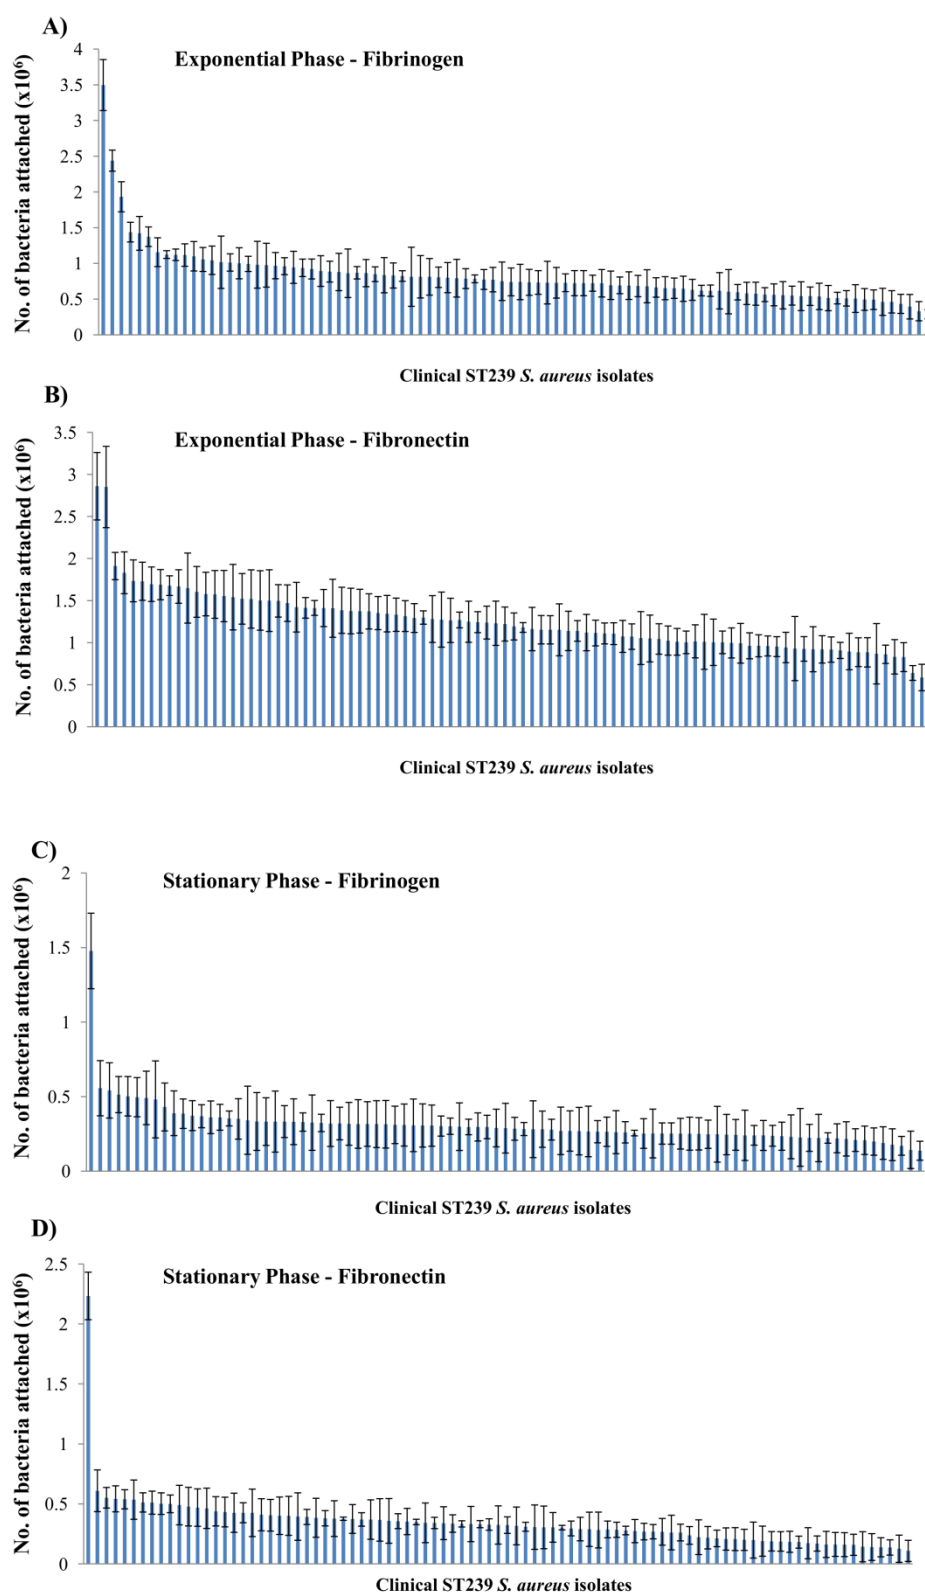 A)
Exponential Phase - Fibrinogen
No. of bacteria attached (x10⁶)
4
3.5
3
2.5
2
1.5
1
0.5
0
Clinical ST239 S. aureus isolates
B)
Exponential Phase - Fibronectin
No. of bacteria attached (x10⁶)
3.5
3
2.5
2
1.5
1
0.5
0
Clinical ST239 S. aureus isolates
C)
Stationary Phase - Fibrinogen
No. of bacteria attached (x10⁶)
2
1.5
1
0.5
0
Clinical ST239 S. aureus isolates
D)
Stationary Phase - Fibronectin
No. of bacteria attached (x10⁶)
2.5
2
1.5
1
0.5
0
Clinical ST239 S. aureus isolates